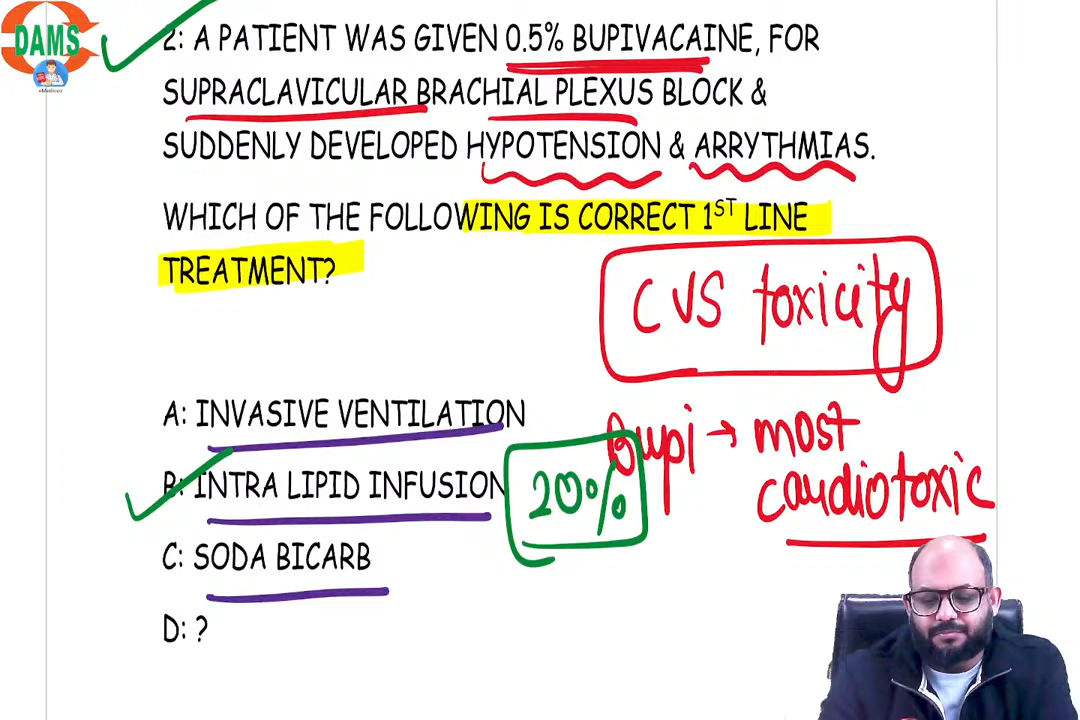 DAMS
eMedicoz
2: A PATIENT WAS GIVEN 0.5% BUPIVACAINE, FOR
SUPRACLAVICULAR BRACHIAL PLEXUS BLOCK &
SUDDENLY DEVELOPED HYPOTENSION & ARRYTHMIAS.
WHICH OF THE FOLLOWING IS CORRECT 1ST LINE
TREATMENT?
CVS toxicity
A: INVASIVE VENTILATION
Bupi → most
cardiotoxic
B: INTRA LIPID INFUSION
20%
C: SODA BICARB
D: ?